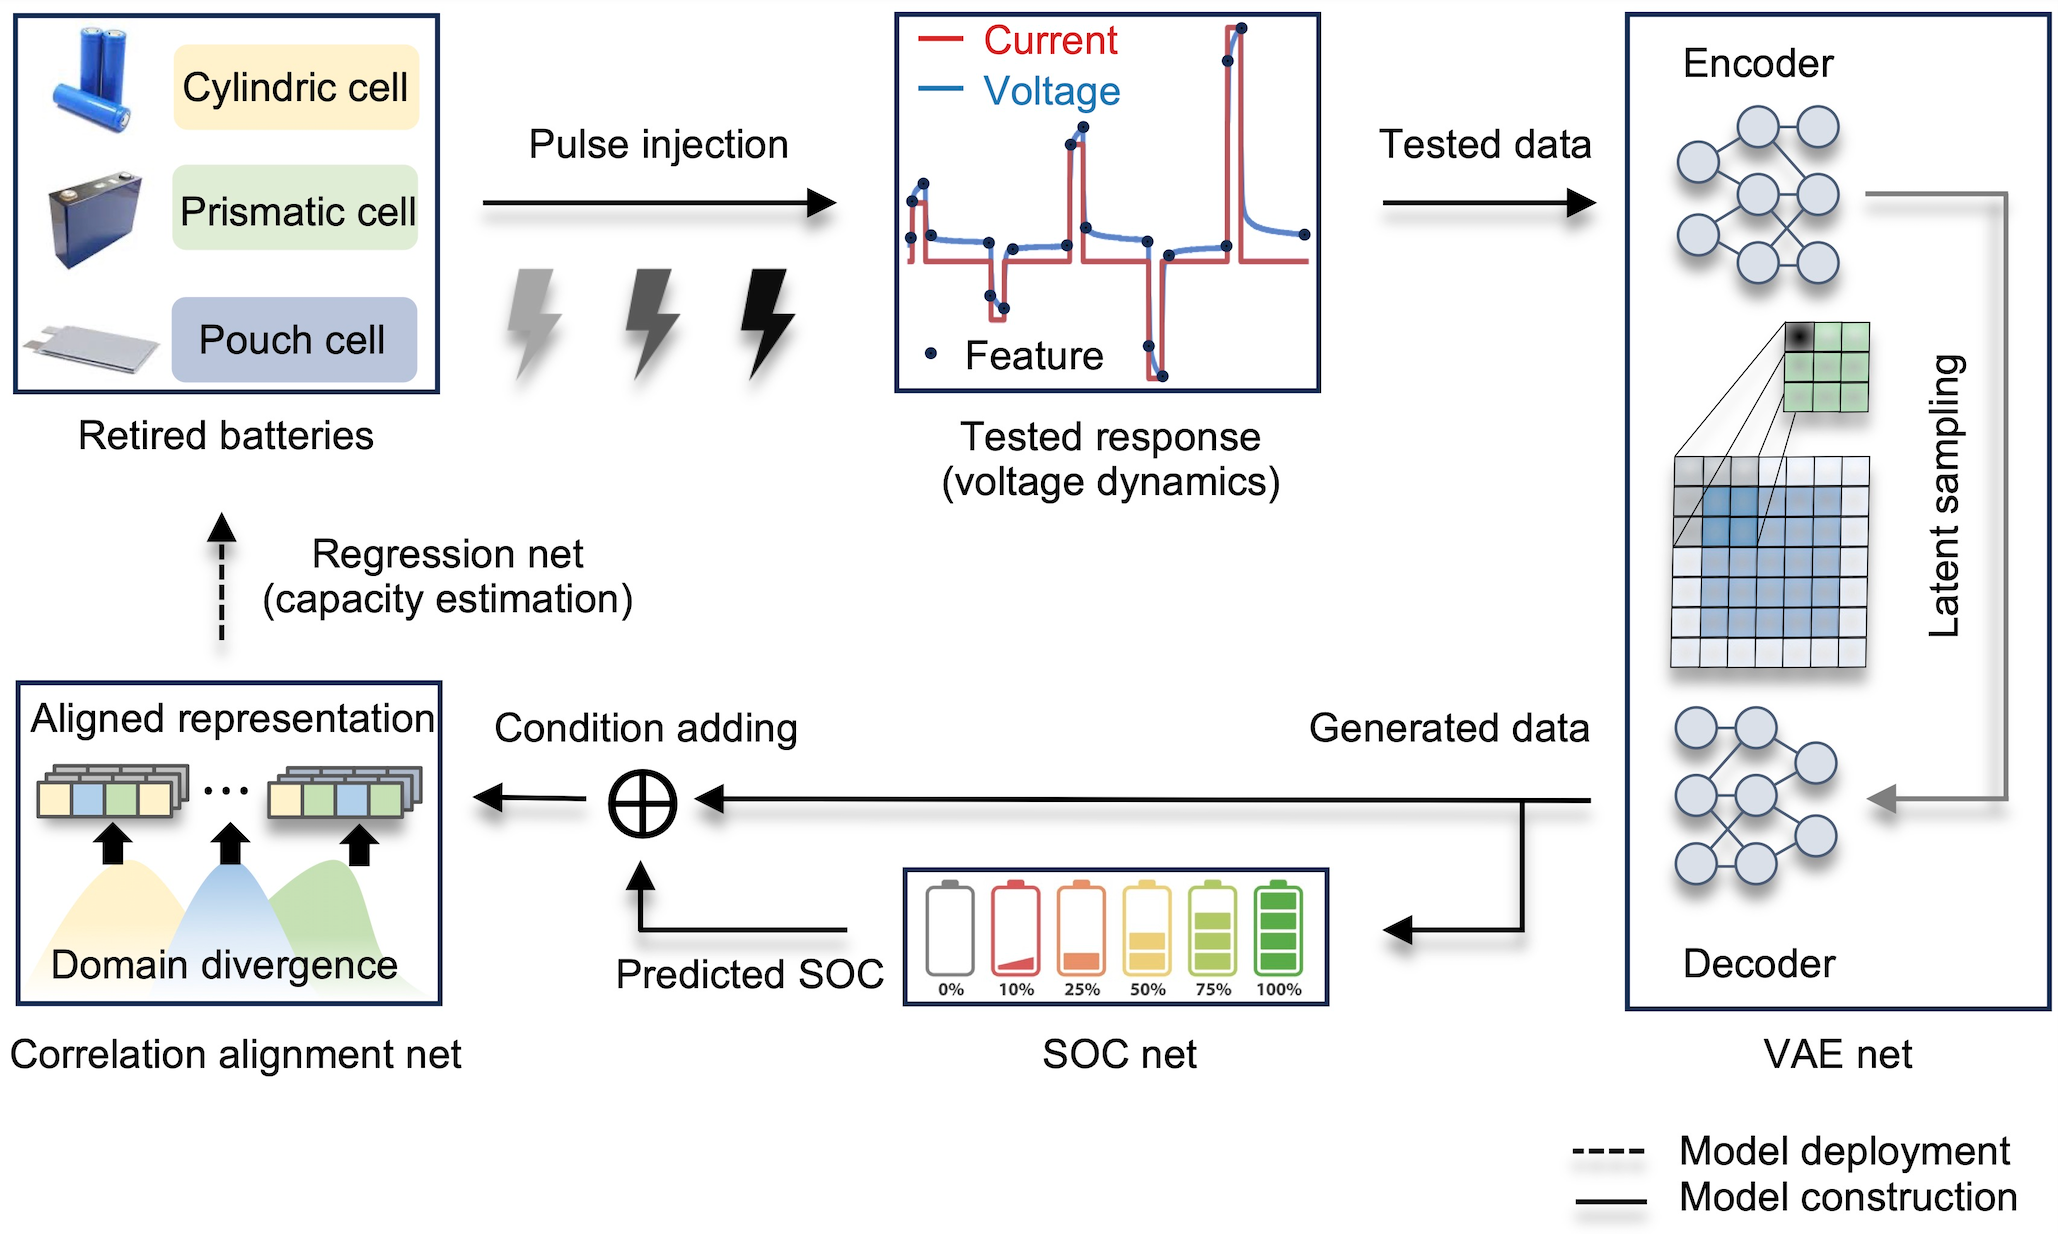 Cylindric cell
Prismatic cell
Pouch cell
Retired batteries
Pulse injection
Current
Voltage
Feature
Tested response
(voltage dynamics)
Tested data
Encoder
Latent sampling
Decoder
VAE net
Generated data
SOC net
0% 10% 25% 50% 75% 100%
Predicted SOC
Condition adding
Aligned representation
...
Domain divergence
Correlation alignment net
Regression net
(capacity estimation)
Model deployment
Model construction